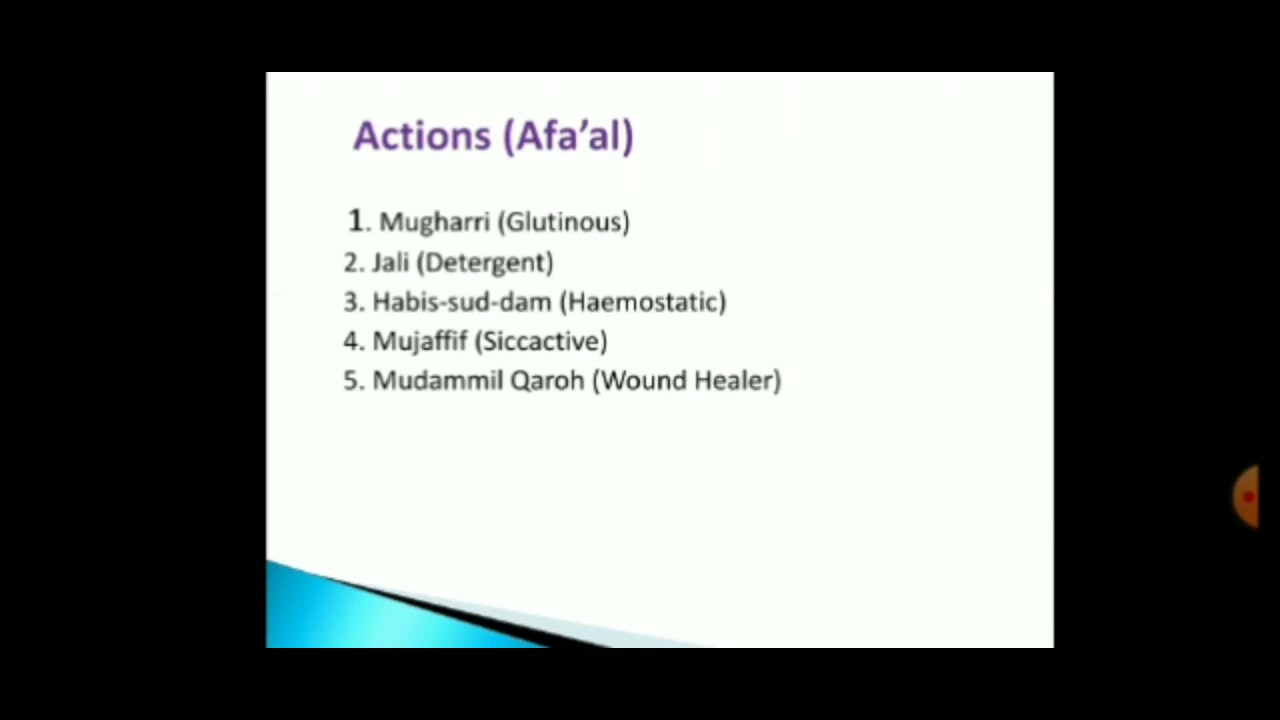 Actions (Afa’al)
1. Mugharri (Glutinous)
2. Jali (Detergent)
3. Habis-sud-dam (Haemostatic)
4. Mujaffif (Siccactive)
5. Mudammil Qaroh (Wound Healer)